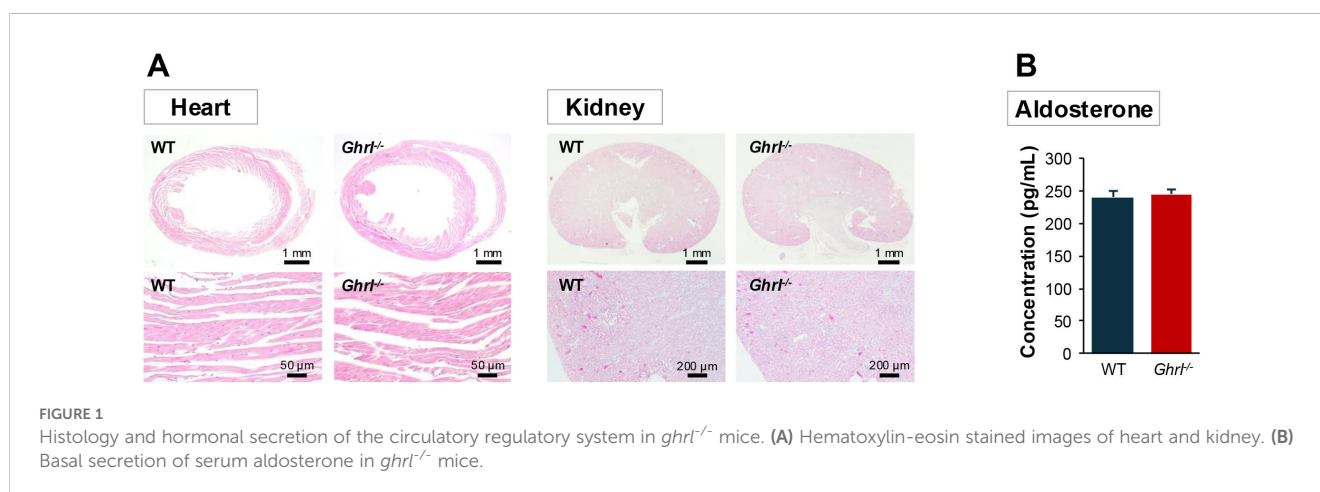 A
B
Heart
Kidney
Aldosterone
WT
Ghrl-/-
WT
Ghrl-/-
1 mm
1 mm
1 mm
1 mm
WT
Ghrl-/-
WT
Ghrl-/-
50 µm
50 µm
200 µm
200 µm
Concentration (pg/mL)
300
250
200
150
100
50
0
WT
Ghrl-/-
FIGURE 1
Histology and hormonal secretion of the circulatory regulatory system in ghrl-/- mice. (A) Hematoxylin-eosin stained images of heart and kidney. (B)
Basal secretion of serum aldosterone in ghrl-/- mice.